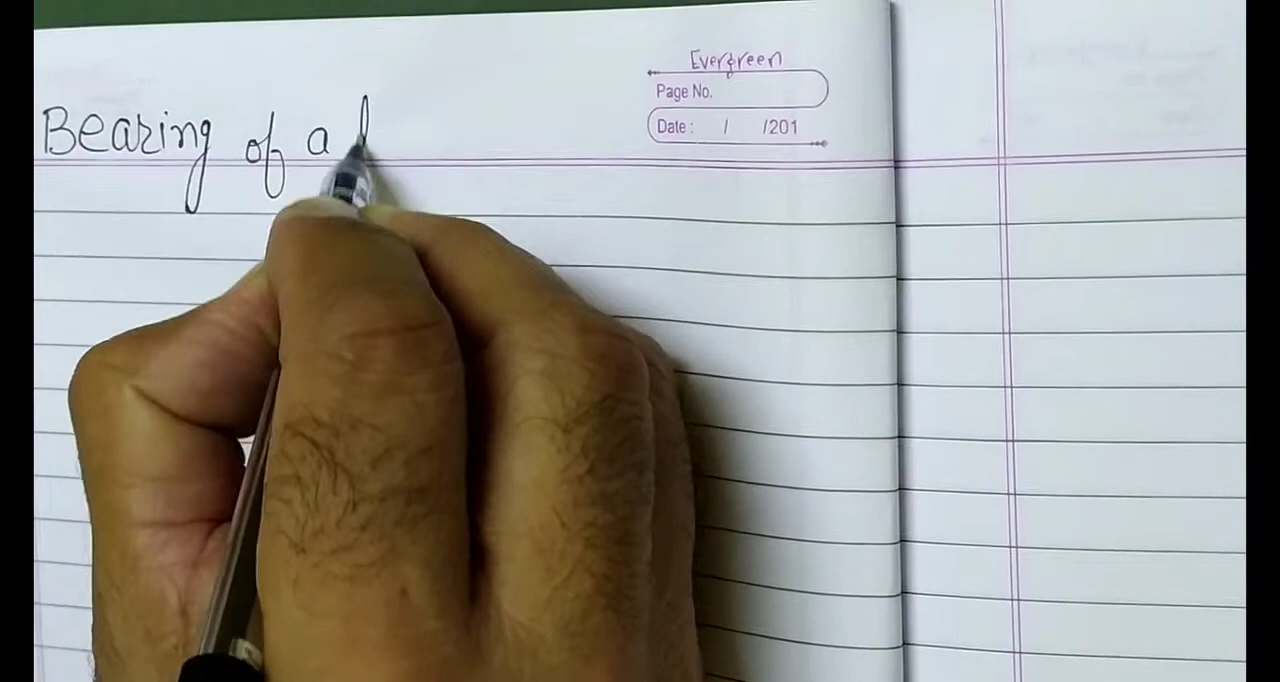 Evergreen
Page No.
Bearing of a l
Date : / /201